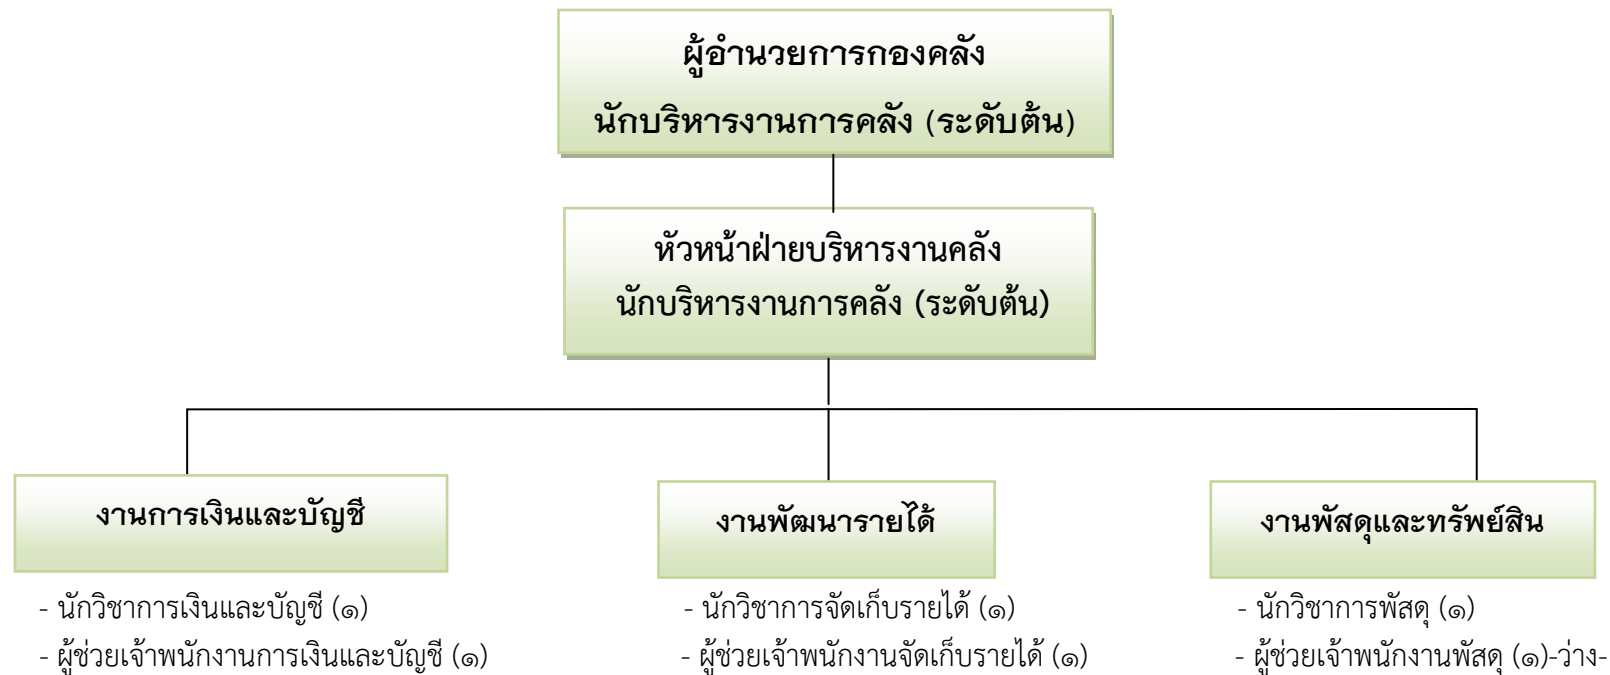 ผู้อำนวยการกองคลัง
นักบริหารงานการคลัง (ระดับต้น)
หัวหน้าฝ่ายบริหารงานคลัง
นักบริหารงานการคลัง (ระดับต้น)
งานการเงินและบัญชี
- นักวิชาการเงินและบัญชี (๑)
- ผู้ช่วยเจ้าพนักงานการเงินและบัญชี (๑)
งานพัฒนารายได้
- นักวิชาการจัดเก็บรายได้ (๑)
- ผู้ช่วยเจ้าพนักงานจัดเก็บรายได้ (๑)
งานพัสดุและทรัพย์สิน
- นักวิชาการพัสดุ (๑)
- ผู้ช่วยเจ้าพนักงานพัสดุ (๑)-ว่าง-